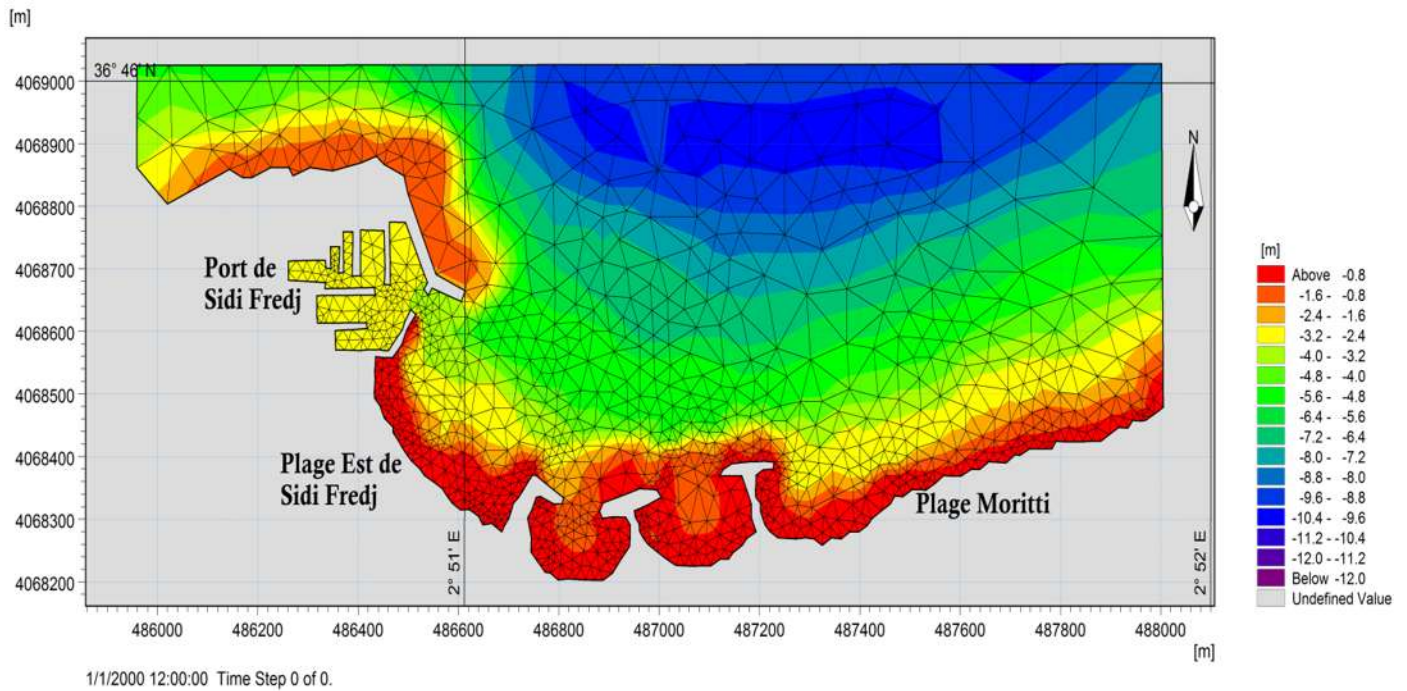 [m]
36° 46' N
4069000
4068900
4068800
4068700
4068600
4068500
4068400
4068300
4068200
Port de
Sidi Fredj
Plage Est de
Sidi Fredj
Plage Moritti
2° 51' E
2° 52' E
N
486000 486200 486400 486600 486800 487000 487200 487400 487600 487800 488000
[m]
1/1/2000 12:00:00 Time Step 0 of 0.
[m]
Above -0.8
-1.6 - -0.8
-2.4 - -1.6
-3.2 - -2.4
-4.0 - -3.2
-4.8 - -4.0
-5.6 - -4.8
-6.4 - -5.6
-7.2 - -6.4
-8.0 - -7.2
-8.8 - -8.0
-9.6 - -8.8
-10.4 - -9.6
-11.2 - -10.4
-12.0 - -11.2
Below -12.0
Undefined Value